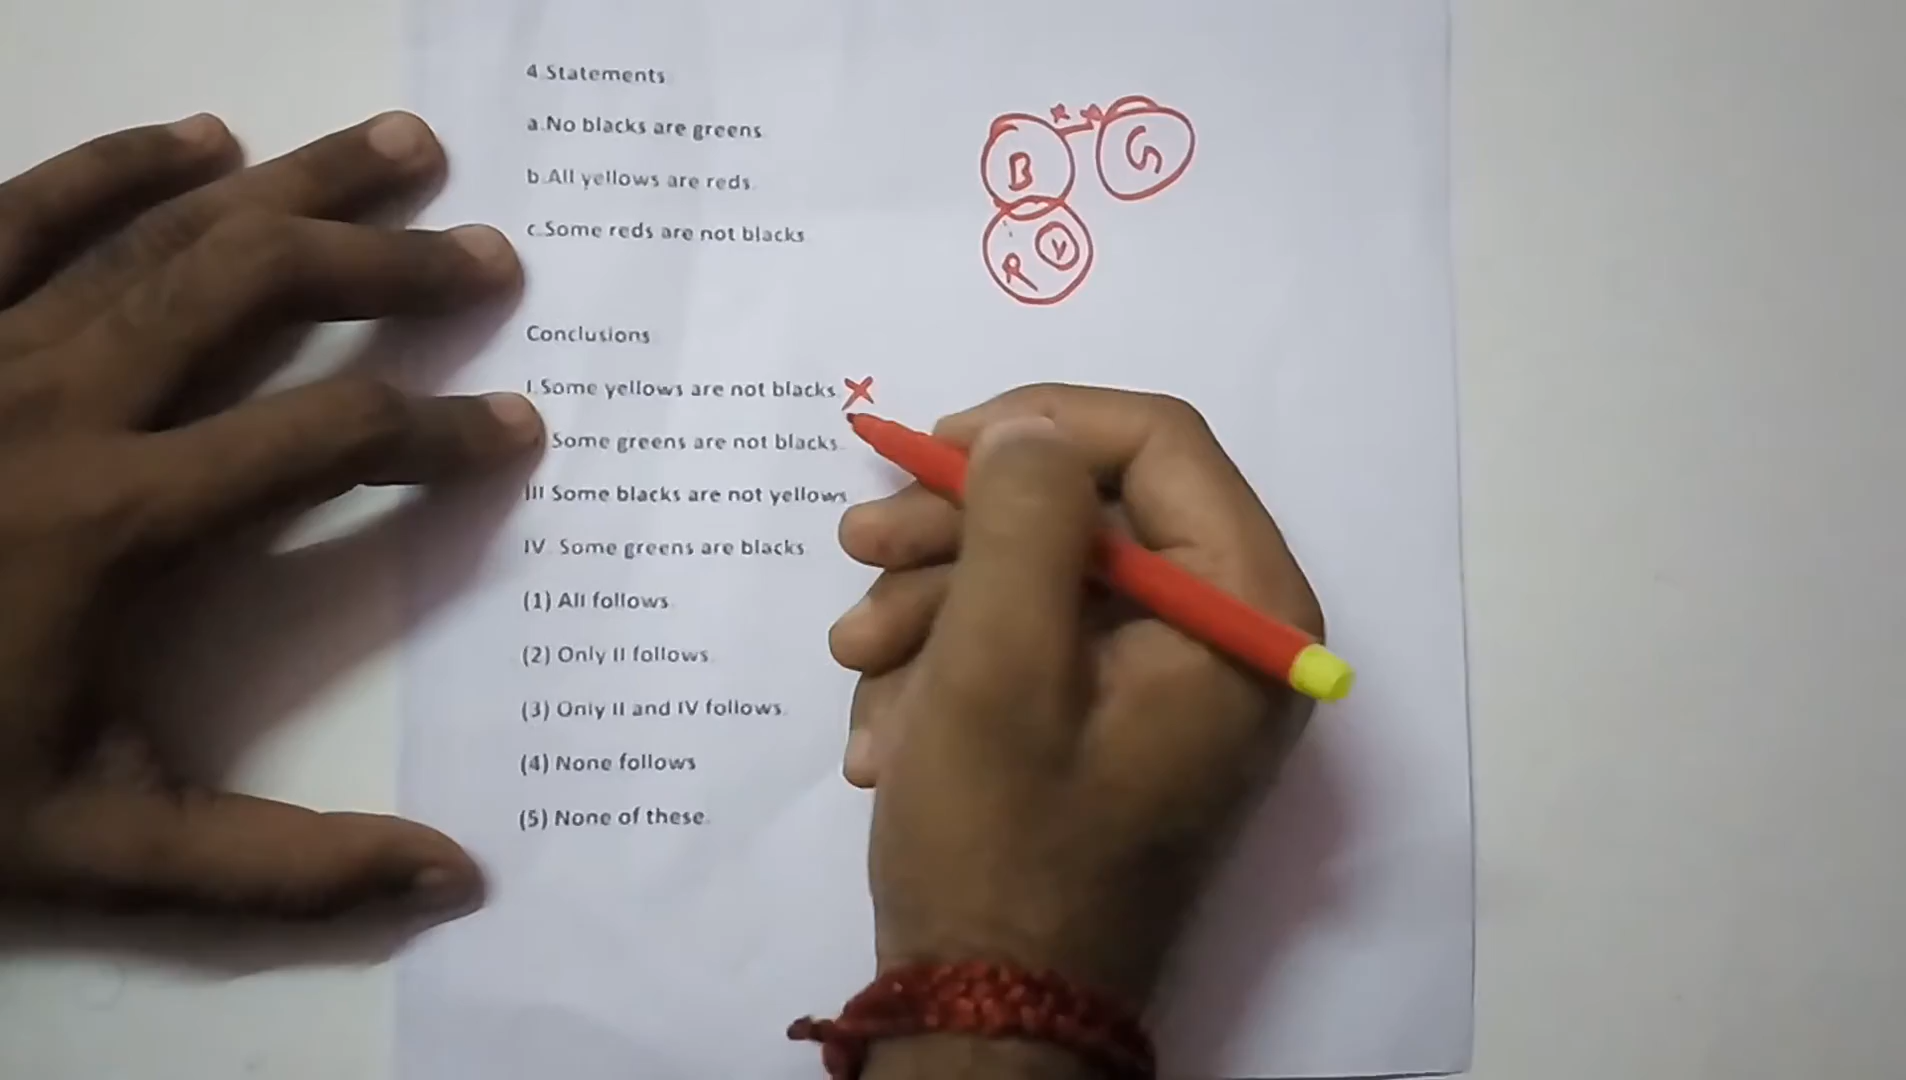 4.Statements
a.No blacks are greens
b.All yellows are reds.
c.Some reds are not blacks
B
G
R
Y
Conclusions
I.Some yellows are not blacks.
Some greens are not blacks.
III Some blacks are not yellows
IV. Some greens are blacks
(1) All follows
(2) Only II follows
(3) Only II and IV follows.
(4) None follows
(5) None of these.